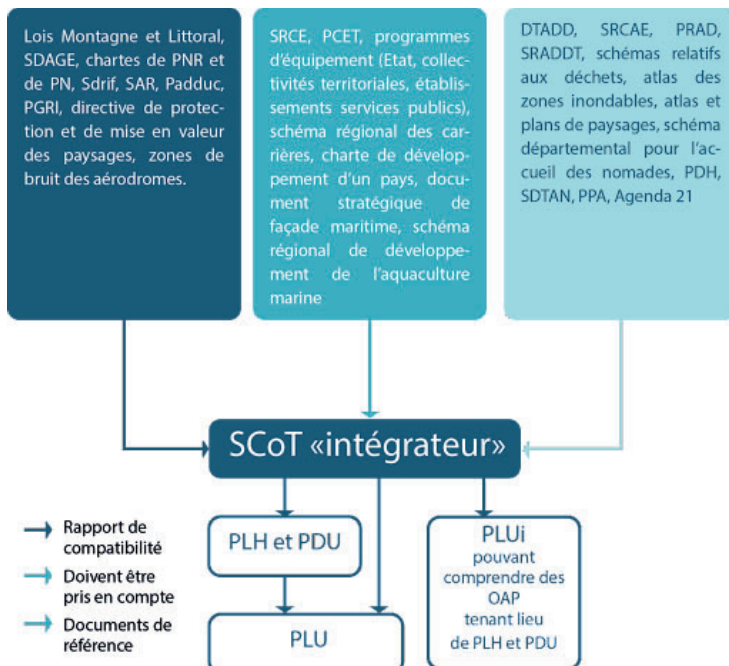 Lois Montagne et Littoral,
SDAGE, chartes de PNR et
de PN, Sdrif, SAR, Padduc,
PGRI, directive de protec-
tion et de mise en valeur
des paysages, zones de
bruit des aérodromes.
SRCE, PCET, programmes
d'équipement (Etat, collec-
tivités territoriales, établis-
sements services publics),
schéma régional des car-
rières, charte de dévelop-
pement d'un pays, docu-
ment stratégique de
façade maritime, schéma
régional de développe-
ment de l'aquaculture
marine
DTADD, SRCAE, PRAD,
SRADDT, schémas relatifs
aux déchets, atlas des
zones inondables, atlas et
plans de paysages, schéma
départemental pour l'ac-
cueil des nomades, PDH,
SDTAN, PPA, Agenda 21
SCoT «intégrateur»
Rapport de
compatibilité
Doivent être
pris en compte
Documents de
référence
PLH et PDU
PLU
PLUi
pouvant
comprendre des
OAP
tenant lieu
de PLH et PDU